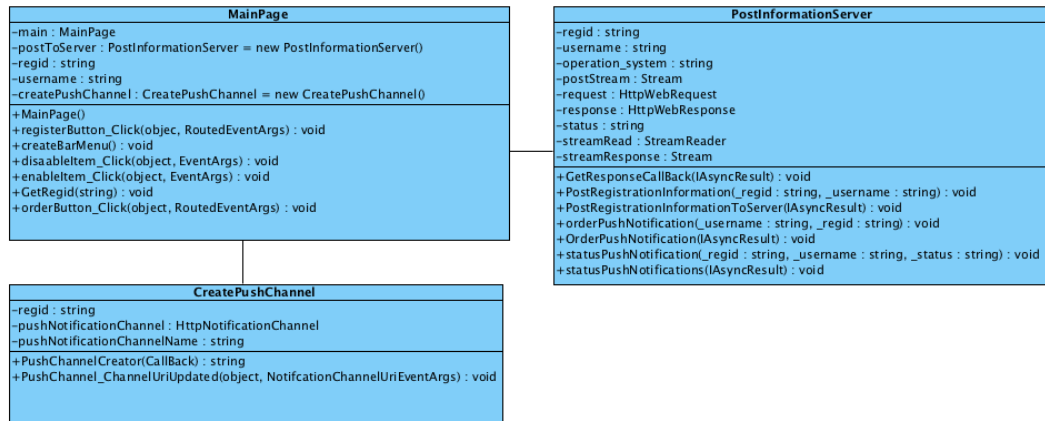 MainPage
-main : MainPage
-postToServer : PostInformationServer = new PostInformationServer()
-regid : string
-username : string
-createPushChannel : CreatePushChannel = new CreatePushChannel()
+MainPage()
+registerButton_Click(objec, RoutedEventArgs) : void
+createBarMenu() : void
+disaableItem_Click(object, EventArgs) : void
+enableItem_Click(object, EventArgs) : void
+GetRegid(string) : void
+orderButton_Click(object, RoutedEventArgs) : void
PostInformationServer
-regid : string
-username : string
-operation_system : string
-postStream : Stream
-request : HttpWebRequest
-response : HttpWebResponse
-status : string
-streamRead : StreamReader
-streamResponse : Stream
+GetResponseCallBack(IAsyncResult) : void
+PostRegistrationInformation(_regid : string, _username : string) : void
+PostRegistrationInformationToServer(IAsyncResult) : void
+orderPushNotification(_username : string, _regid : string) : void
+OrderPushNotification(IAsyncResult) : void
+statusPushNotification(_regid : string, _username : string, _status : string) : void
+statusPushNotifications(IAsyncResult) : void
CreatePushChannel
-regid : string
-pushNotificationChannel : HttpNotificationChannel
-pushNotificationChannelName : string
+PushChannelCreator(CallBack) : string
+PushChannel_ChannelUriUpdated(object, NotifcationChannelUriEventArgs) : void